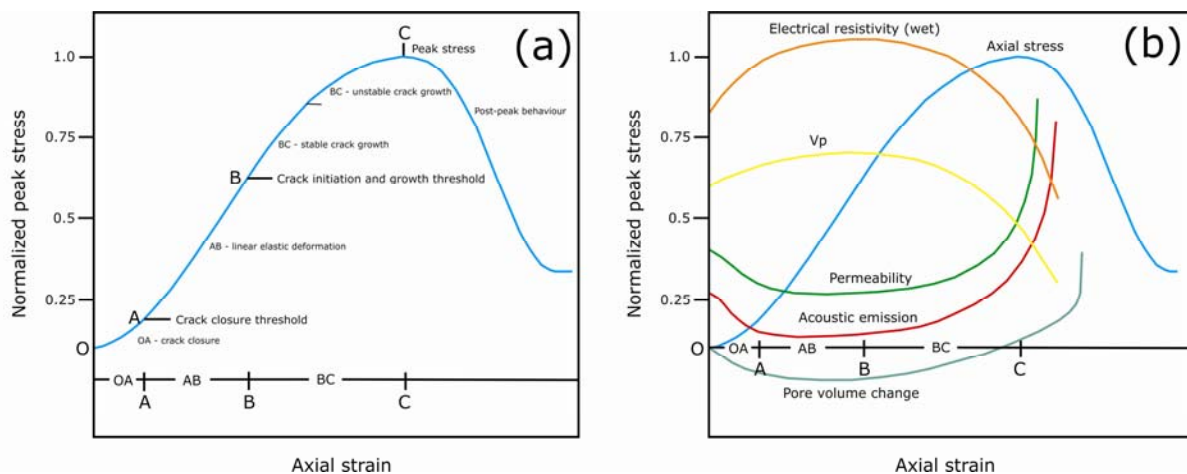 C
(a)
Peak stress
1.0
BC - unstable crack growth
Post-peak behaviour
0.75
BC - stable crack growth
B
Crack initiation and growth threshold
0.5
AB - linear elastic deformation
0.25
A
Crack closure threshold
OA - crack closure
O
OA
AB
BC
A
B
C
Normalized peak stress
Axial strain
Electrical resistivity (wet)
(b)
Axial stress
1.0
0.75
Vp
0.5
Permeability
0.25
Acoustic emission
O
OA
AB
BC
A
B
C
Pore volume change
Normalized peak stress
Axial strain